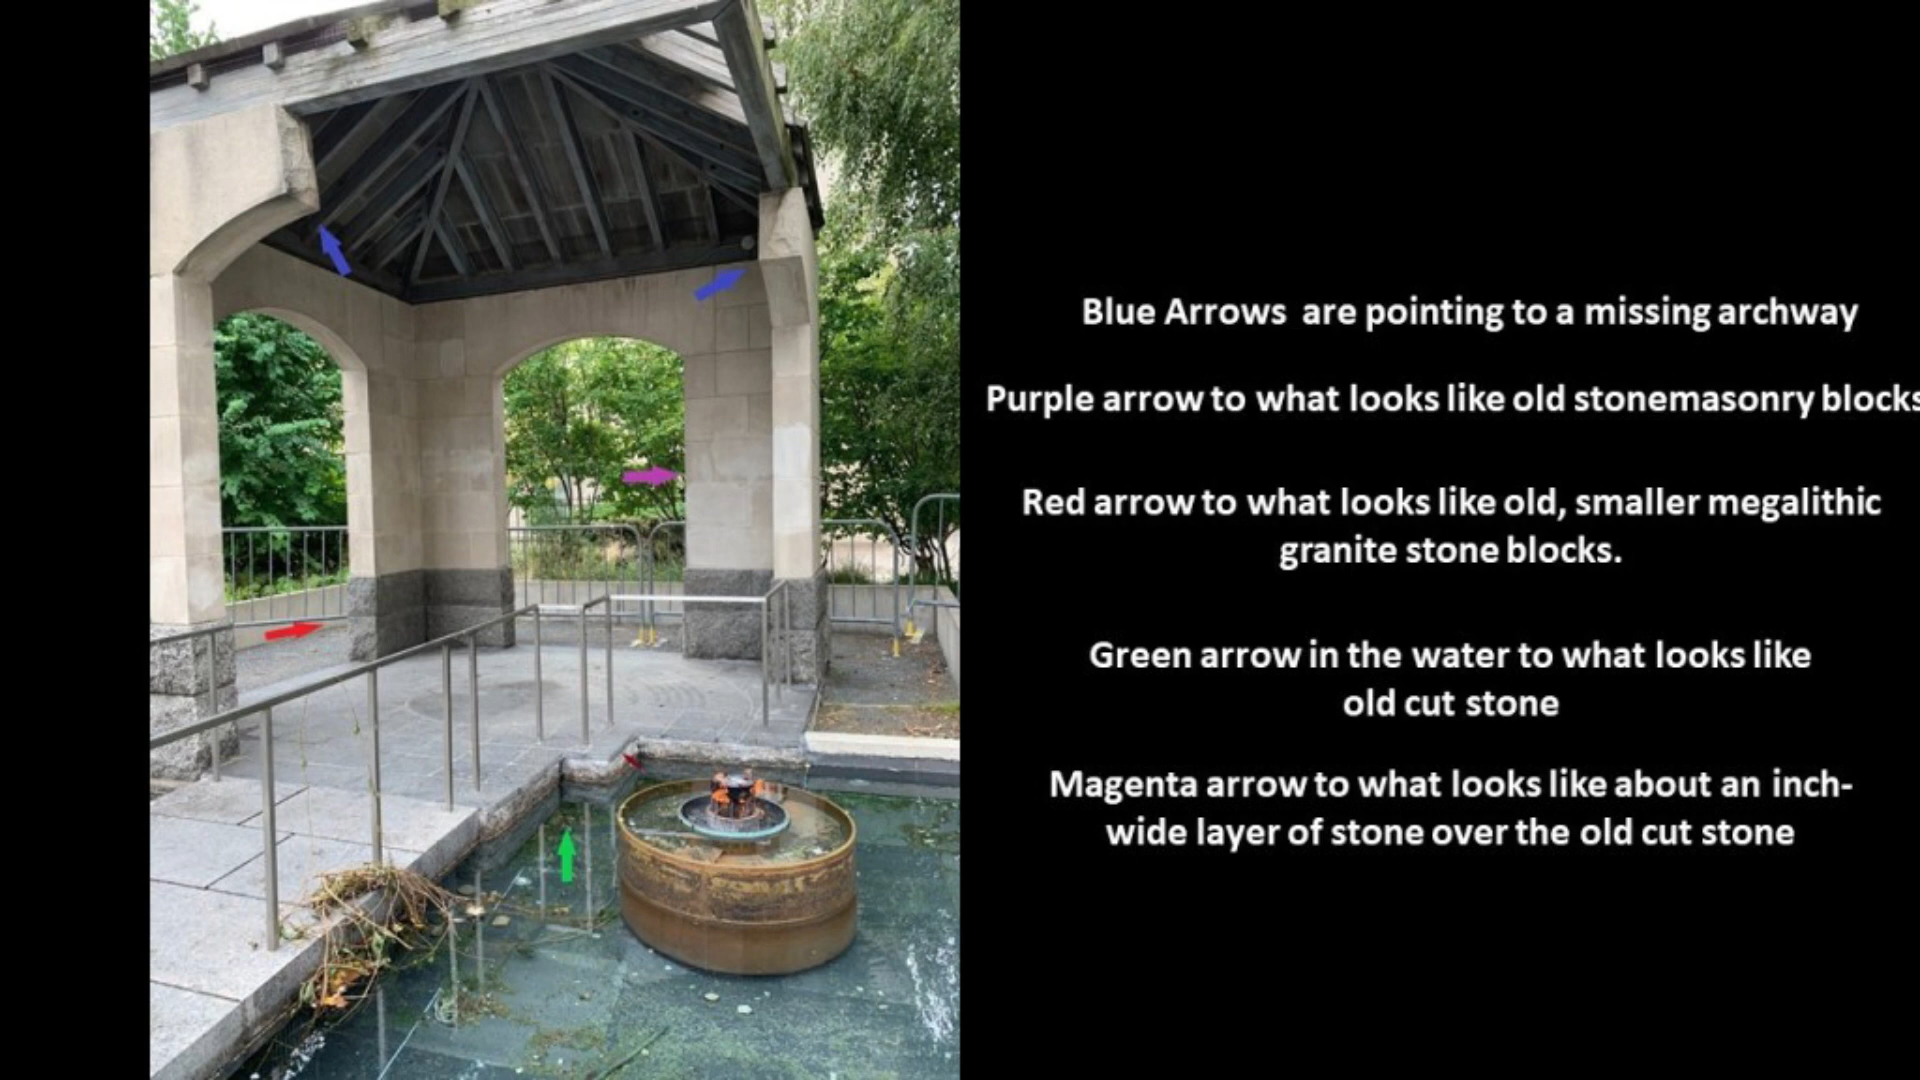 Blue Arrows  are pointing to a missing archway
Purple arrow to what looks like old stonemasonry blocks
Red arrow to what looks like old, smaller megalithic
granite stone blocks.
Green arrow in the water to what looks like
old cut stone
Magenta arrow to what looks like about an inch-
wide layer of stone over the old cut stone